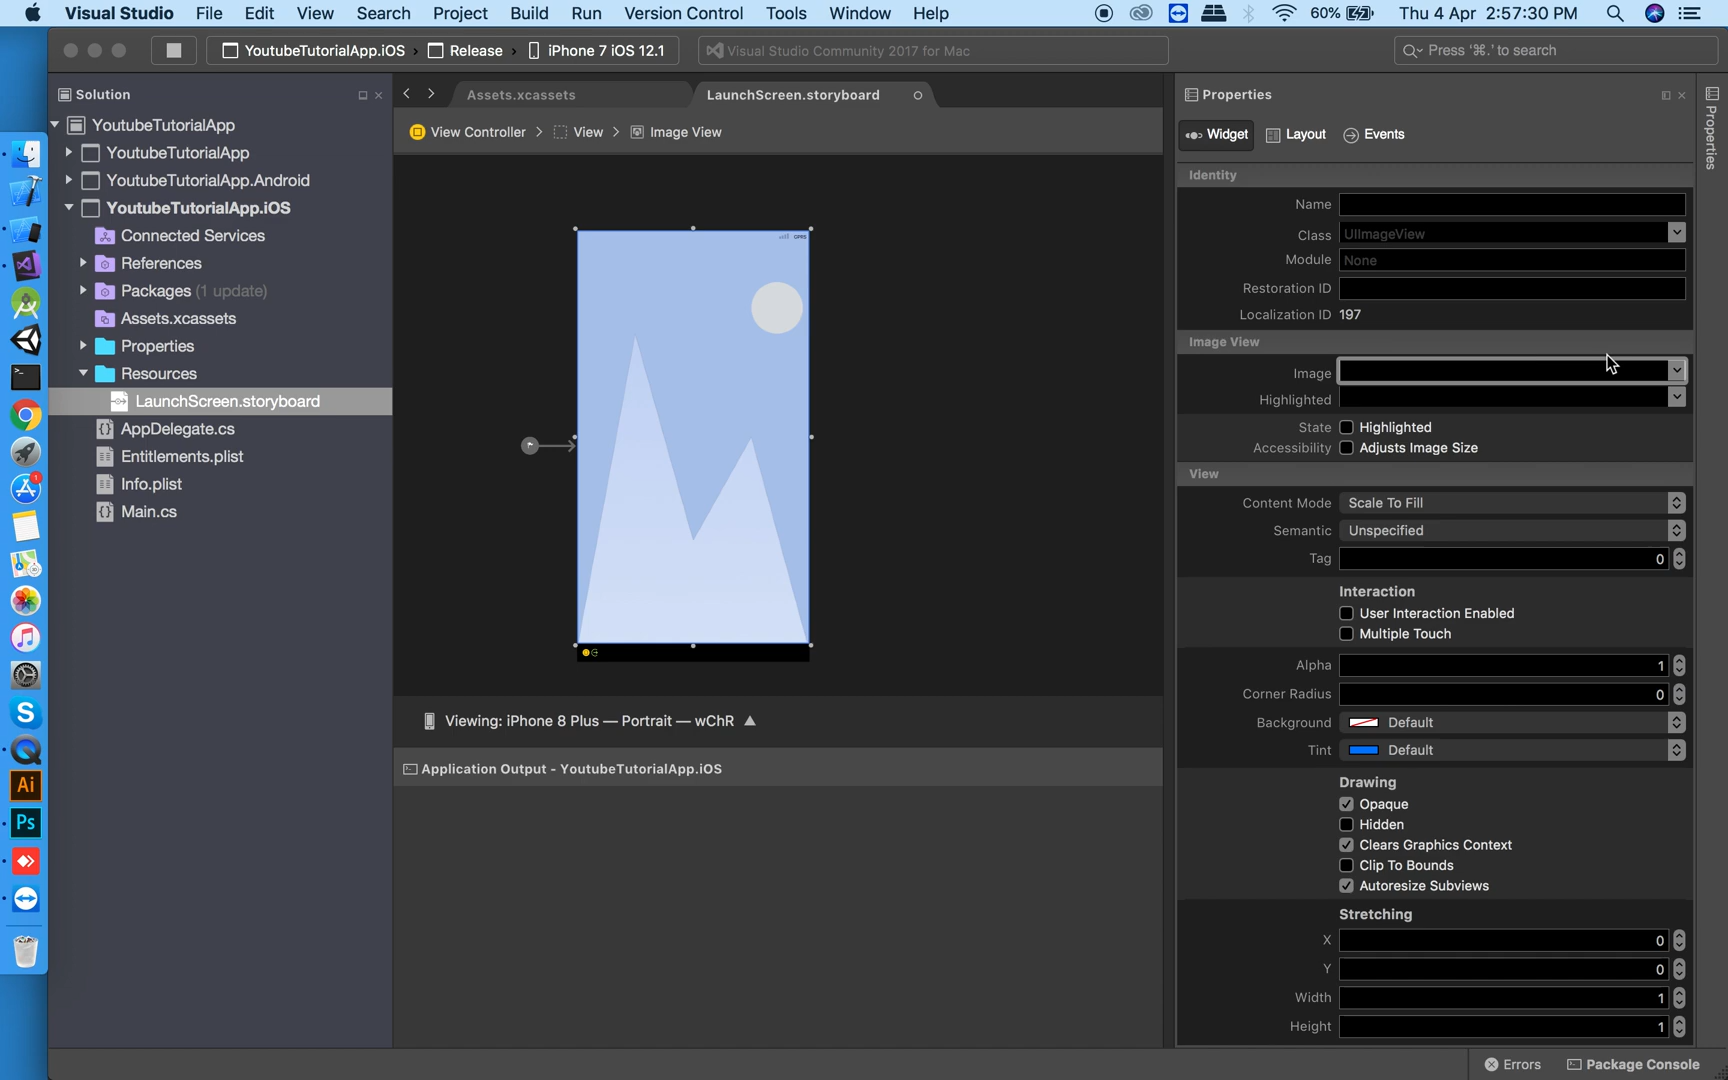 Visual Studio File Edit View Search Project Build Run Version Control Tools Window Help 60% Thu 4 Apr 2:57:30 PM
YoutubeTutorialApp.iOS Release iPhone 7 iOS 12.1 Visual Studio Community 2017 for Mac Press '⌘.' to search
Solution
YoutubeTutorialApp
YoutubeTutorialApp
YoutubeTutorialApp.Android
YoutubeTutorialApp.iOS
Connected Services
References
Packages (1 update)
Assets.xcassets
Properties
Resources
LaunchScreen.storyboard
AppDelegate.cs
Entitlements.plist
Info.plist
Main.cs
Assets.xcassets LaunchScreen.storyboard
View Controller View Image View
GPRS
Viewing: iPhone 8 Plus — Portrait — wChR
Application Output - YoutubeTutorialApp.iOS
Properties
Widget Layout Events
Identity
Name
Class UIImageView
Module None
Restoration ID
Localization ID 197
Image View
Image
Highlighted
State Highlighted
Accessibility Adjusts Image Size
View
Content Mode Scale To Fill
Semantic Unspecified
Tag 0
Interaction
User Interaction Enabled
Multiple Touch
Alpha 1
Corner Radius 0
Background Default
Tint Default
Drawing
Opaque
Hidden
Clears Graphics Context
Clip To Bounds
Autoresize Subviews
Stretching
X 0
Y 0
Width 1
Height 1
Properties
Errors Package Console
1
S
Ai
Ps